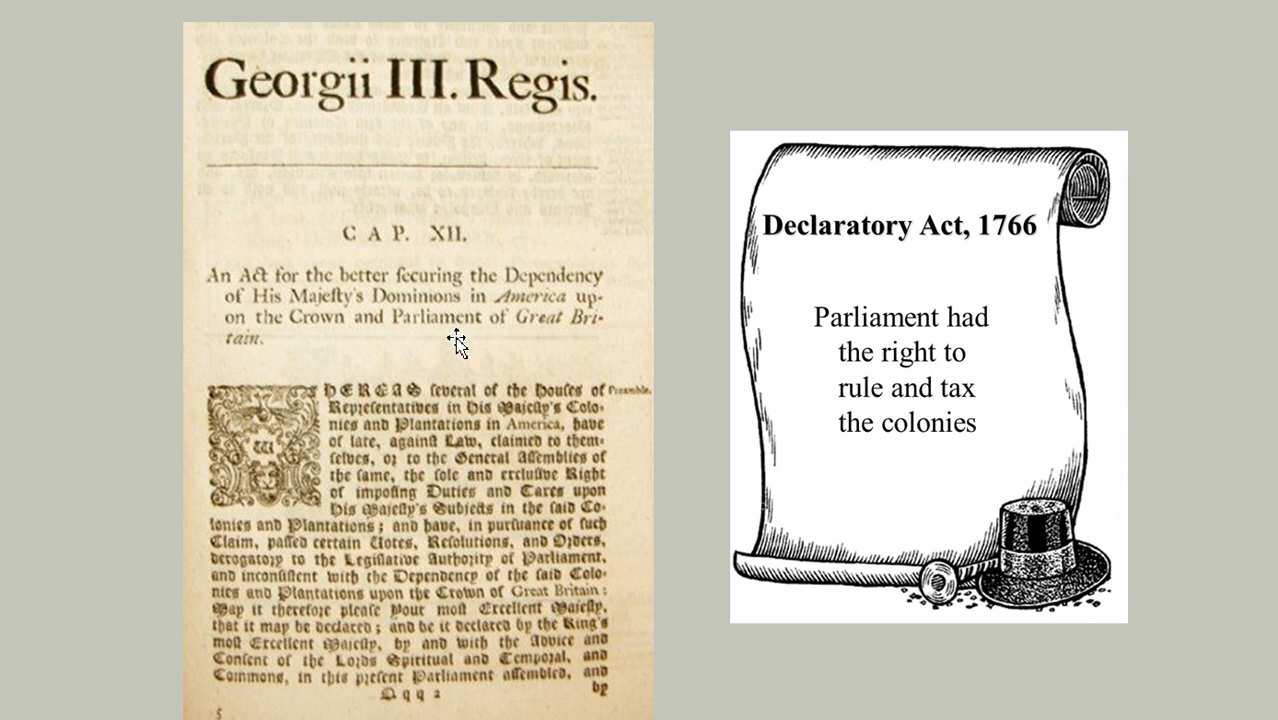 Georgii III. Regis.
C A P. XII.
An Act for the better ſecuring the Dependency
of His Majeſty's Dominions in America up-
on the Crown and Parliament of Great Bri-
tain.
WHEREAS ſeveral of the Houſes of
Preamble.
Repreſentatives in His Majeſty's Colo-
nies and Plantations in America, have
of late, againſt Law, claimed to them-
ſelves, or to the General Aſſemblies of
the ſame, the ſole and excluſive Right
of impoſing Duties and Taxes upon
His Majeſty's Subjects in the ſaid Co-
lonies and Plantations; and have, in purſuance of ſuch
Claim, paſſed certain Votes, Reſolutions, and Orders,
derogatory to the Legiſlative Authority of Parliament,
and inconſiſtent with the Dependency of the ſaid Colo-
nies and Plantations upon the Crown of Great Britain:
May it therefore pleaſe Your moſt Excellent Majeſty,
that it may be declared; and be it declared by the King's
moſt Excellent Majeſty, by and with the Advice and
Conſent of the Lords Spiritual and Temporal, and
Commons, in this preſent Parliament aſſembled, and
Q q q 2
by
5
Declaratory Act, 1766
Parliament had
the right to
rule and tax
the colonies